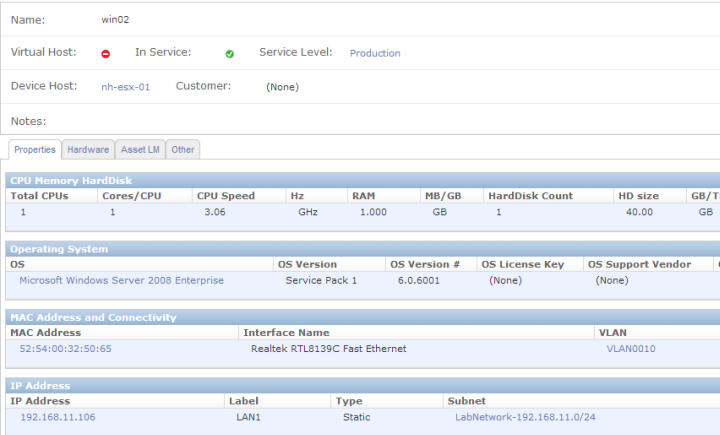 Name: win02
Virtual Host: In Service: Service Level: Production
Device Host: nh-esx-01 Customer: (None)
Notes:
Properties Hardware Asset LM Other
CPU Memory HardDisk
Total CPUs Cores/CPU CPU Speed Hz RAM MB/GB HardDisk Count HD size GB/T
1 1 3.06 GHz 1.000 GB 1 40.00 GB
Operating System
OS OS Version OS Version # OS License Key OS Support Vendor
Microsoft Windows Server 2008 Enterprise Service Pack 1 6.0.6001 (None) (None)
MAC Address and Connectivity
MAC Address Interface Name VLAN
52:54:00:32:50:65 Realtek RTL8139C Fast Ethernet VLAN0010
IP Address
IP Address Label Type Subnet
192.168.11.106 LAN1 Static LabNetwork-192.168.11.0/24